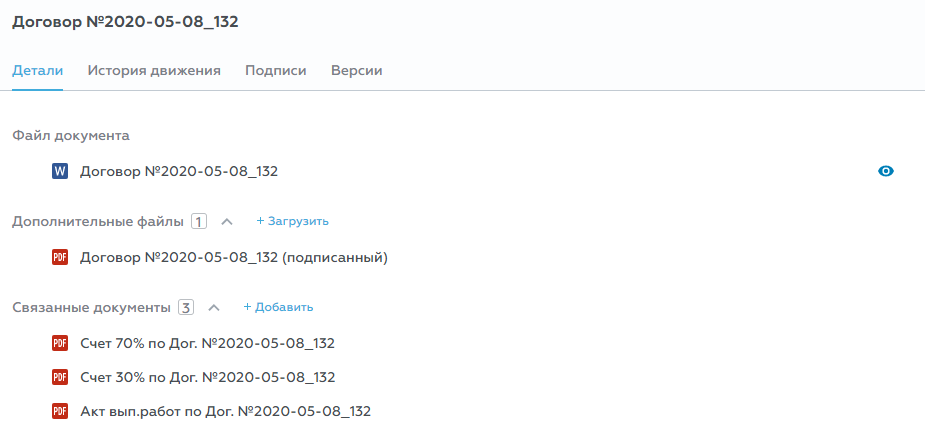 Договор №2020-05-08_132
Детали История движения Подписи Версии
Файл документа
W Договор №2020-05-08_132
Дополнительные файлы 1 + Загрузить
PDF Договор №2020-05-08_132 (подписанный)
Связанные документы 3 + Добавить
PDF Счет 70% по Дог. №2020-05-08_132
PDF Счет 30% по Дог. №2020-05-08_132
PDF Акт вып.работ по Дог. №2020-05-08_132